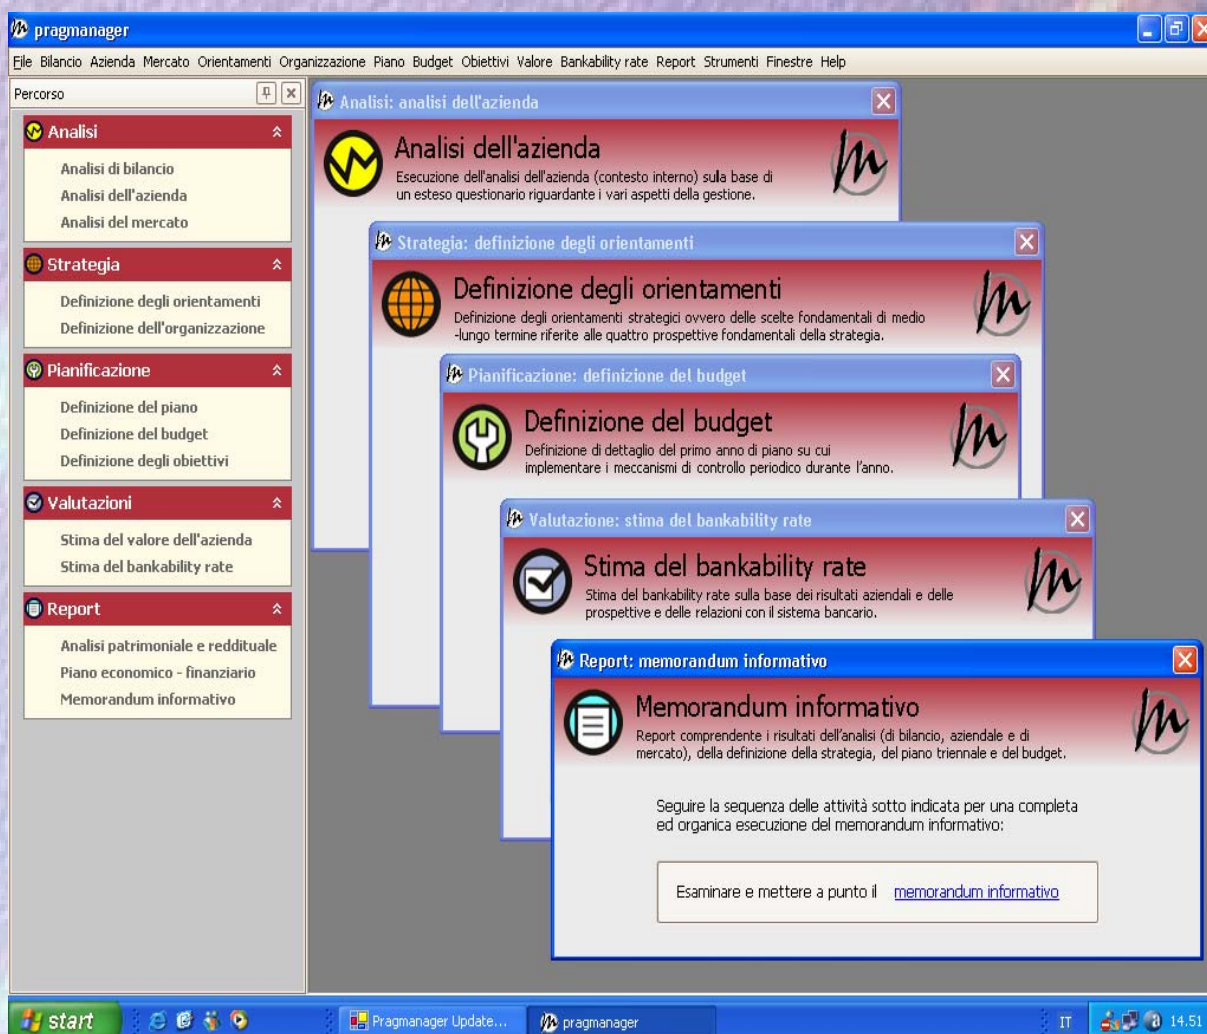 pragmanager
File Bilancio Azienda Mercato Orientamenti Organizzazione Piano Budget Obiettivi Valore Bankability rate Report Strumenti Finestre Help
Percorso
Analisi
Analisi di bilancio
Analisi dell'azienda
Analisi del mercato
Strategia
Definizione degli orientamenti
Definizione dell'organizzazione
Pianificazione
Definizione del piano
Definizione del budget
Definizione degli obiettivi
Valutazioni
Stima del valore dell'azienda
Stima del bankability rate
Report
Analisi patrimoniale e reddituale
Piano economico - finanziario
Memorandum informativo
Analisi: analisi dell'azienda
Analisi dell'azienda
Esecuzione dell'analisi dell'azienda (contesto interno) sulla base di
un esteso questionario riguardante i vari aspetti della gestione.
Strategia: definizione degli orientamenti
Definizione degli orientamenti
Definizione degli orientamenti strategici ovvero delle scelte fondamentali di medio
-lungo termine riferite alle quattro prospettive fondamentali della strategia.
Pianificazione: definizione del budget
Definizione del budget
Definizione di dettaglio del primo anno di piano su cui
implementare i meccanismi di controllo periodico durante l'anno.
Valutazione: stima del bankability rate
Stima del bankability rate
Stima del bankability rate sulla base dei risultati aziendali e delle
prospettive e delle relazioni con il sistema bancario.
Report: memorandum informativo
Memorandum informativo
Report comprendente i risultati dell'analisi (di bilancio, aziendale e di
mercato), della definizione della strategia, del piano triennale e del budget.
Seguire la sequenza delle attività sotto indicata per una completa
ed organica esecuzione del memorandum informativo:
Esaminare e mettere a punto il memorandum informativo
start
Pragmanager Update...
pragmanager
IT
14.51